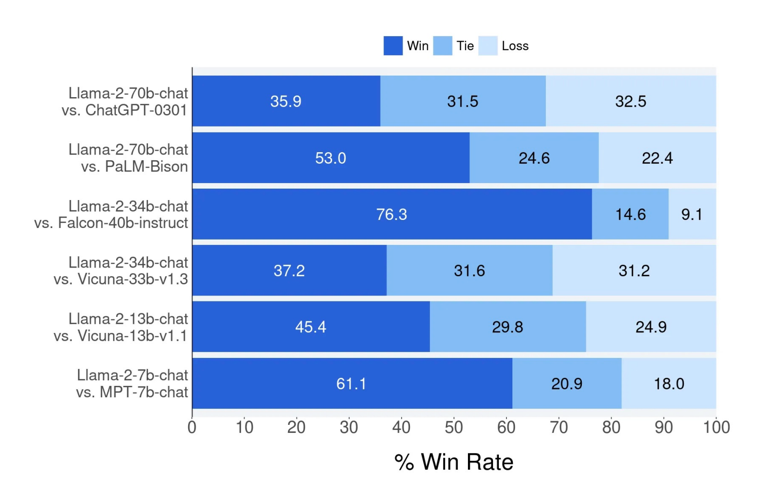 Win Tie Loss
Llama-2-70b-chat
vs. ChatGPT-0301
35.9 31.5 32.5
Llama-2-70b-chat
vs. PaLM-Bison
53.0 24.6 22.4
Llama-2-34b-chat
vs. Falcon-40b-instruct
76.3 14.6 9.1
Llama-2-34b-chat
vs. Vicuna-33b-v1.3
37.2 31.6 31.2
Llama-2-13b-chat
vs. Vicuna-13b-v1.1
45.4 29.8 24.9
Llama-2-7b-chat
vs. MPT-7b-chat
61.1 20.9 18.0
0 10 20 30 40 50 60 70 80 90 100
% Win Rate